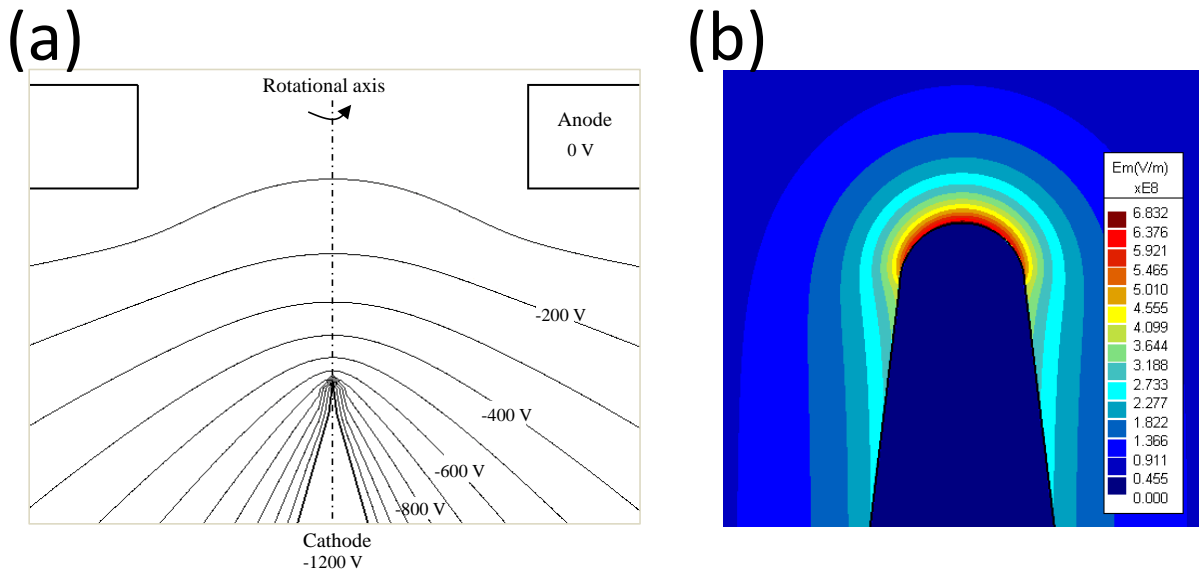 (a)
Rotational axis
Anode
0 V
-200 V
-400 V
-600 V
-800 V
Cathode
-1200 V
(b)
Em(V/m)
xE8
6.832
6.376
5.921
5.465
5.010
4.555
4.099
3.644
3.188
2.733
2.277
1.822
1.366
0.911
0.455
0.000